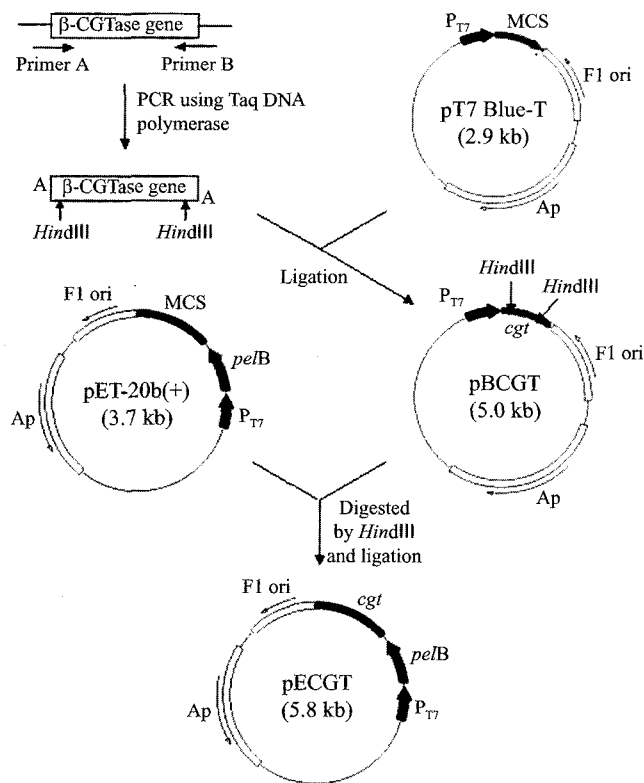 β-CGTase gene
Primer A
Primer B
PCR using Taq DNA
polymerase
A
β-CGTase gene
A
HindIII
HindIII
PT7
MCS
F1 ori
pT7 Blue-T
(2.9 kb)
Ap
Ligation
F1 ori
MCS
pelB
pET-20b(+)
(3.7 kb)
Ap
PT7
HindIII
HindIII
PT7
cgt
F1 ori
pBCGT
(5.0 kb)
Ap
Digested
by HindIII
and ligation
F1 ori
cgt
pelB
pECGT
(5.8 kb)
Ap
PT7